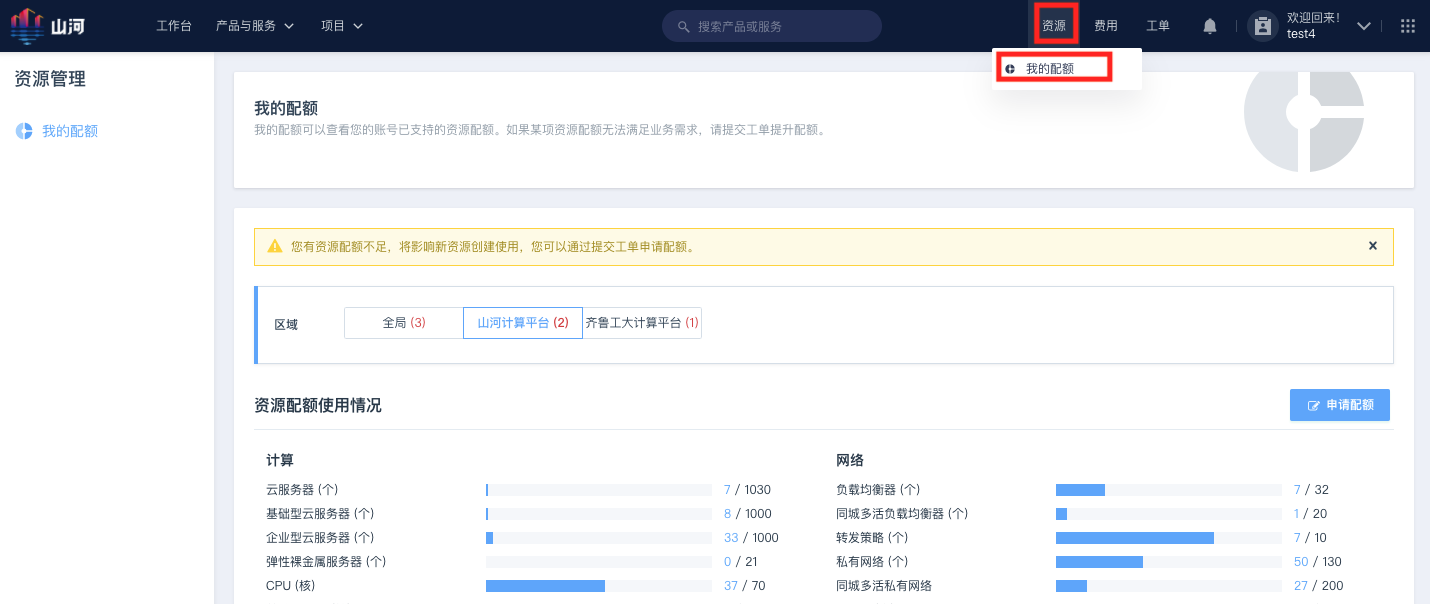 山河
工作台 产品与服务 项目 搜索产品或服务 资源 费用 工单 欢迎回来！
test4
我的配额
资源管理
我的配额
我的配额
我的配额可以查看您的账号已支持的资源配额。如果某项资源配额无法满足业务需求，请提交工单提升配额。
您有资源配额不足，将影响新资源创建使用，您可以通过提交工单申请配额。
区域 全局 (3) 山河计算平台 (2) 齐鲁工大计算平台 (1)
资源配额使用情况 申请配额
计算
云服务器 (个) 7 / 1030
基础型云服务器 (个) 8 / 1000
企业型云服务器 (个) 33 / 1000
弹性裸金属服务器 (个) 0 / 21
CPU (核) 37 / 70
网络
负载均衡器 (个) 7 / 32
同城多活负载均衡器 (个) 1 / 20
转发策略 (个) 7 / 10
私有网络 (个) 50 / 130
同城多活私有网络 27 / 200